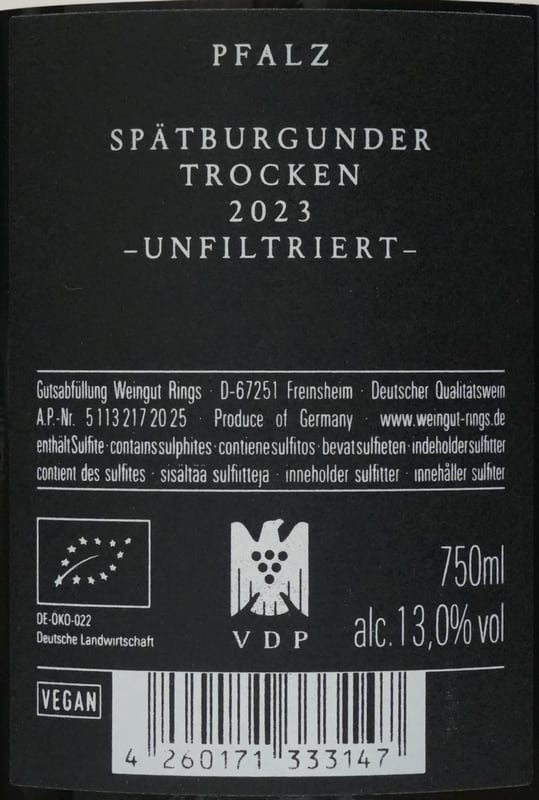 PFALZ
SPÄTBURGUNDER
TROCKEN
2023
-UNFILTRIERT-
Gutsabfüllung Weingut Rings · D-67251 Freinsheim · Deutscher Qualitätswein
A.P.-Nr. 5 113 217 20 25 · Produce of Germany · www.weingut-rings.de
enthält Sulfite · contains sulphites · contiene sulfitos · bevat sulfieten · indeholder sulfitter
contient des sulfites · sisältää sulfiitteja · inneholder sulfitter · innehåller sulfiter
DE-ÖKO-022
Deutsche Landwirtschaft
VDP
750ml
alc. 13,0% vol
VEGAN
4 260171 333147